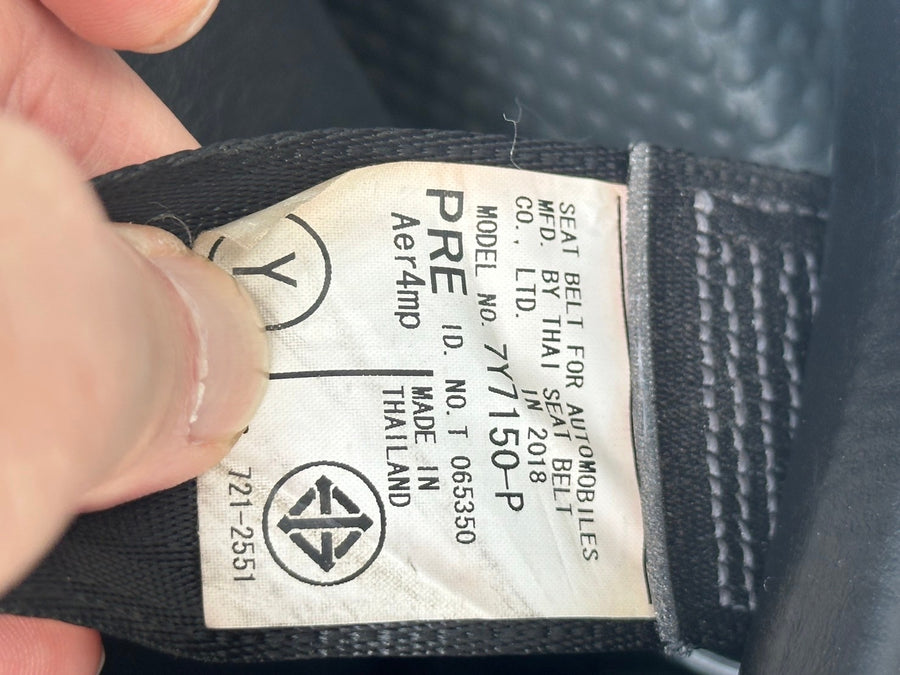 SEAT BELT FOR AUTOMOBILES
MFD. BY THAI SEAT BELT
CO., LTD. IN 2018
MODEL NO. 7Y7150-P
PRE ID. NO. T 065350
Aer4mp
MADE IN
THAILAND
Y
721-2551